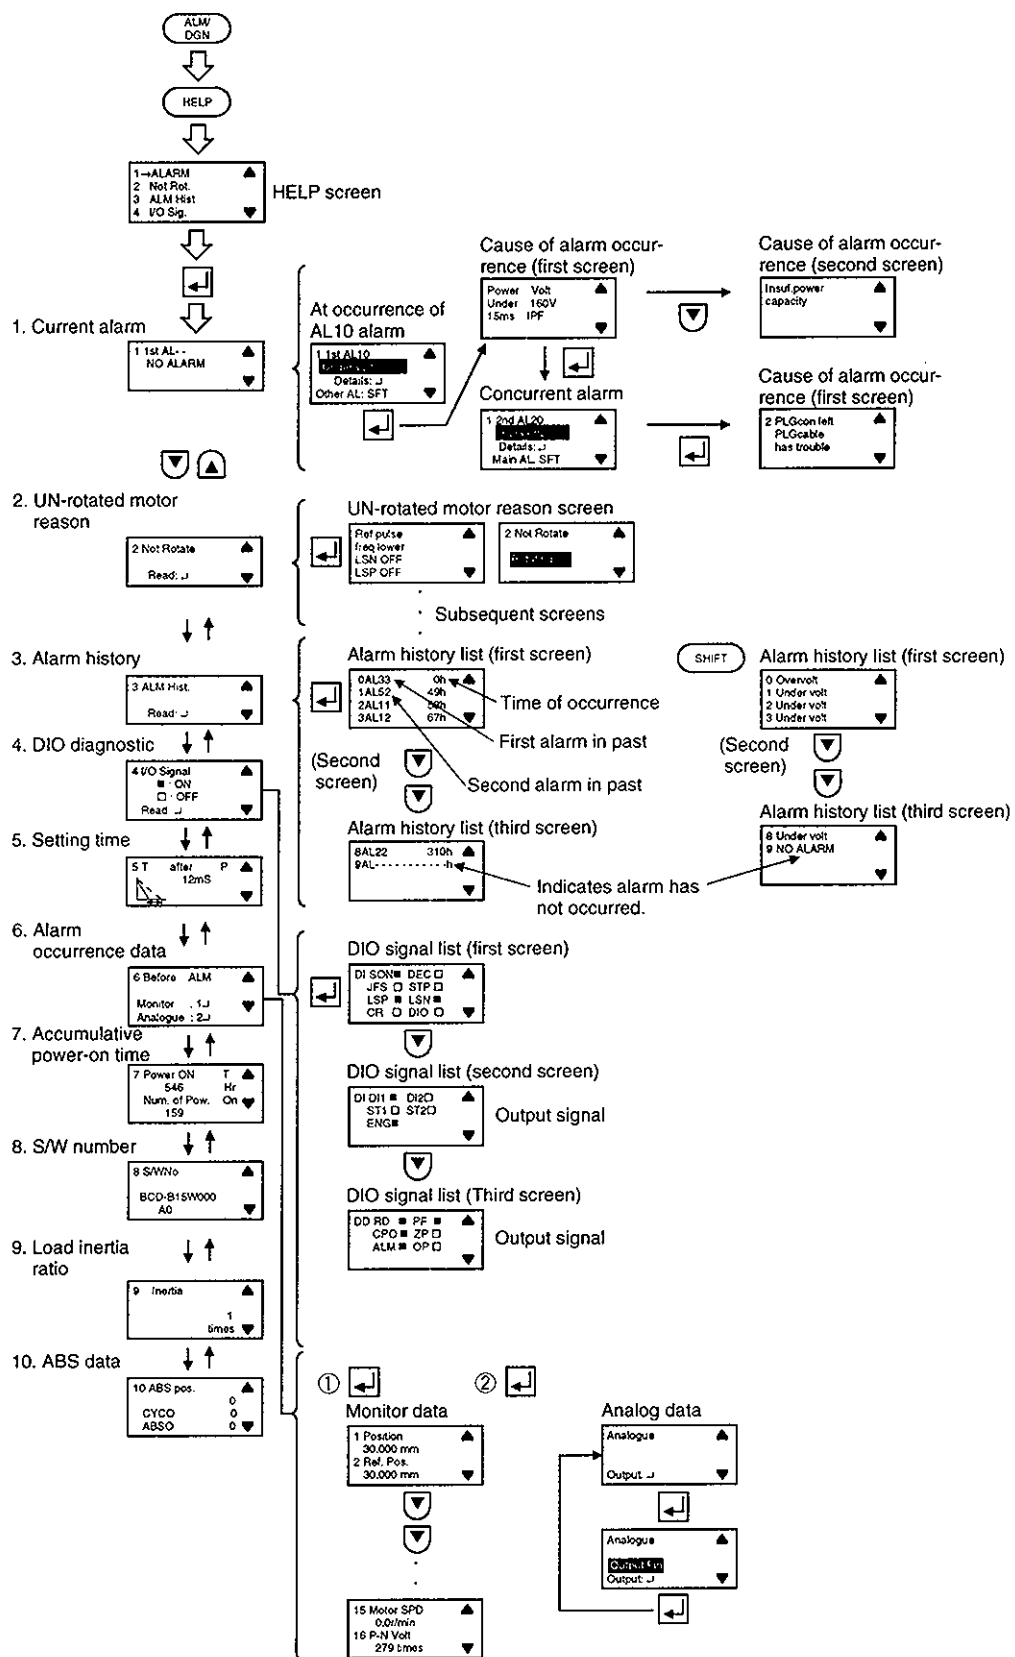 ALM/
DGN
HELP
1→ALARM
2 Not Rot.
3 ALM Hist
4 I/O Sig.
HELP screen
1. Current alarm
1 1st AL- -
NO ALARM
At occurrence of
AL10 alarm
1 1st AL10
Details: ↵
Other AL: SFT
Cause of alarm occur-
rence (first screen)
Power Volt
Under 160V
15ms IPF
Cause of alarm occur-
rence (second screen)
Insuf.power
capacity
Concurrent alarm
1 2nd AL20
Details: ↵
Main AL SFT
Cause of alarm occur-
rence (first screen)
2 PLGcon left
PLGcable
has trouble
2. UN-rotated motor
reason
2 Not Rotate
Read: ↵
UN-rotated motor reason screen
Ref pulse
freq lower
LSN OFF
LSP OFF
2 Not Rotate
Subsequent screens
3. Alarm history
3 ALM Hist.
Read: ↵
Alarm history list (first screen)
0AL33 0h
1AL52 49h
2AL11 59h
3AL12 67h
Time of occurrence
First alarm in past
Second alarm in past
(Second
screen)
Alarm history list (third screen)
8AL22 310h
9AL- - - - - - - - - -h
Indicates alarm has
not occurred.
SHIFT
Alarm history list (first screen)
0 Overvolt
1 Under volt
2 Under volt
3 Under volt
(Second
screen)
Alarm history list (third screen)
8 Under volt
9 NO ALARM
4. DIO diagnostic
4 I/O Signal
■ : ON
□ : OFF
Read ↵
5. Setting time
5 T after P
12mS
6. Alarm
occurrence data
6 Before ALM
Monitor : 1↵
Analogue : 2↵
7. Accumulative
power-on time
7 Power ON T
546 Hr
Num. of Pow. On
159
8. S/W number
8 S/WNo
BCD-B15W000
A0
9. Load inertia
ratio
9 Inertia
1
times
10. ABS data
10 ABS pos.
0
CYCO 0
ABSO 0
DIO signal list (first screen)
DI SON■ DEC □
JFS □ STP □
LSP ■ LSN ■
CR □ DIO □
DIO signal list (second screen)
DI DI1 ■ DI2□
ST1 □ ST2□
ENG■
Output signal
DIO signal list (Third screen)
DD RD ■ PF ■
CPO ■ ZP □
ALM ■ OP □
Output signal
①
Monitor data
1 Position
30.000 mm
2 Ref. Pos.
30.000 mm
15 Motor SPD
0.0r/min
16 P-N Volt
279 times
②
Analog data
Analogue
Output: ↵
Analogue
Output Fin
Output: ↵